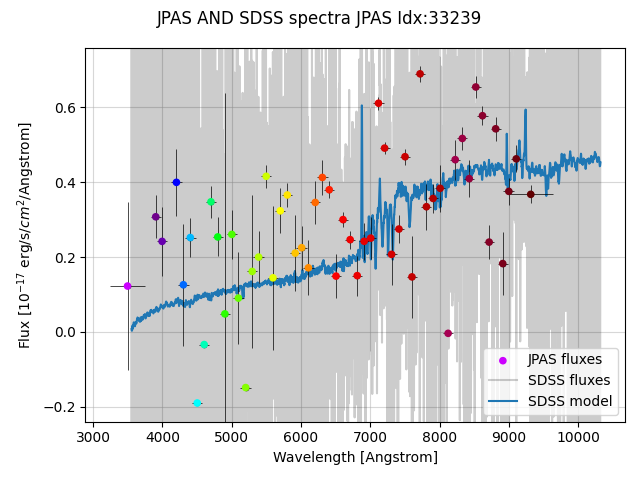 JPAS AND SDSS spectra JPAS Idx:33239
Flux [10⁻¹⁷ erg/s/cm²/Angstrom]
0.6
0.4
0.2
0.0
−0.2
JPAS fluxes
SDSS fluxes
SDSS model
3000 4000 5000 6000 7000 8000 9000 10000
Wavelength [Angstrom]